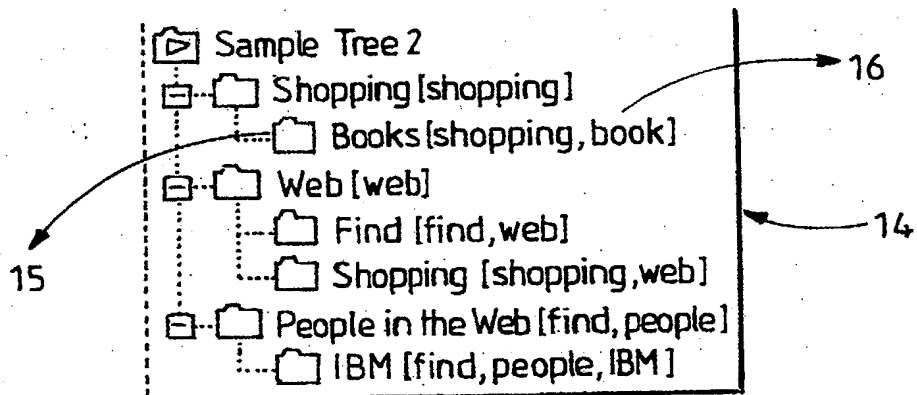 Sample Tree 2
Shopping [shopping]
Books [shopping, book]
16
Web [web]
Find [find, web]
14
15
Shopping [shopping, web]
People in the Web [find, people]
IBM [find, people, IBM]